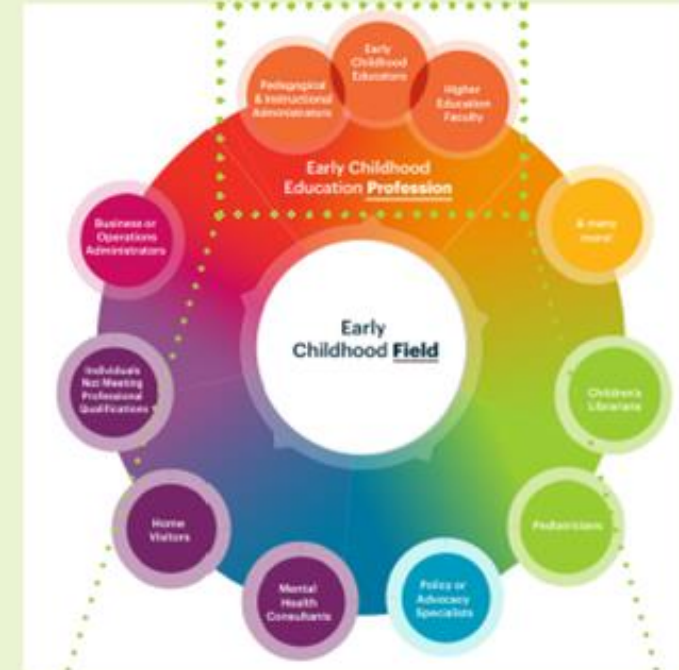 Early
Childhood
Educators
Pedagogical
& Instructional
Administrators
Higher
Education
Faculty
Early Childhood
Education Profession
Business or
Operations
Administrators
& many
more!
Early
Childhood Field
Individuals
Not Meeting
Professional
Qualifications
Children's
Librarians
Home
Visitors
Pediatricians
Mental
Health
Consultants
Policy or
Advocacy
Specialists